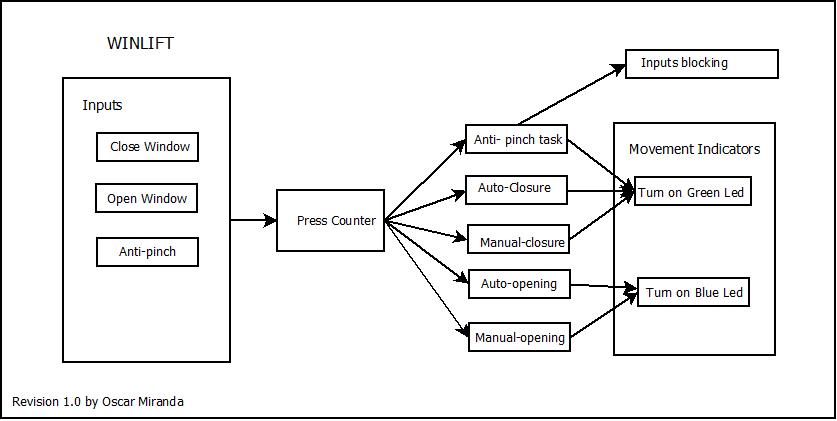 WINLIFT
Inputs
Close Window
Open Window
Anti-pinch
Press Counter
Inputs blocking
Anti- pinch task
Auto-Closure
Manual-closure
Auto-opening
Manual-opening
Movement Indicators
Turn on Green Led
Turn on Blue Led
Revision 1.0 by Oscar Miranda